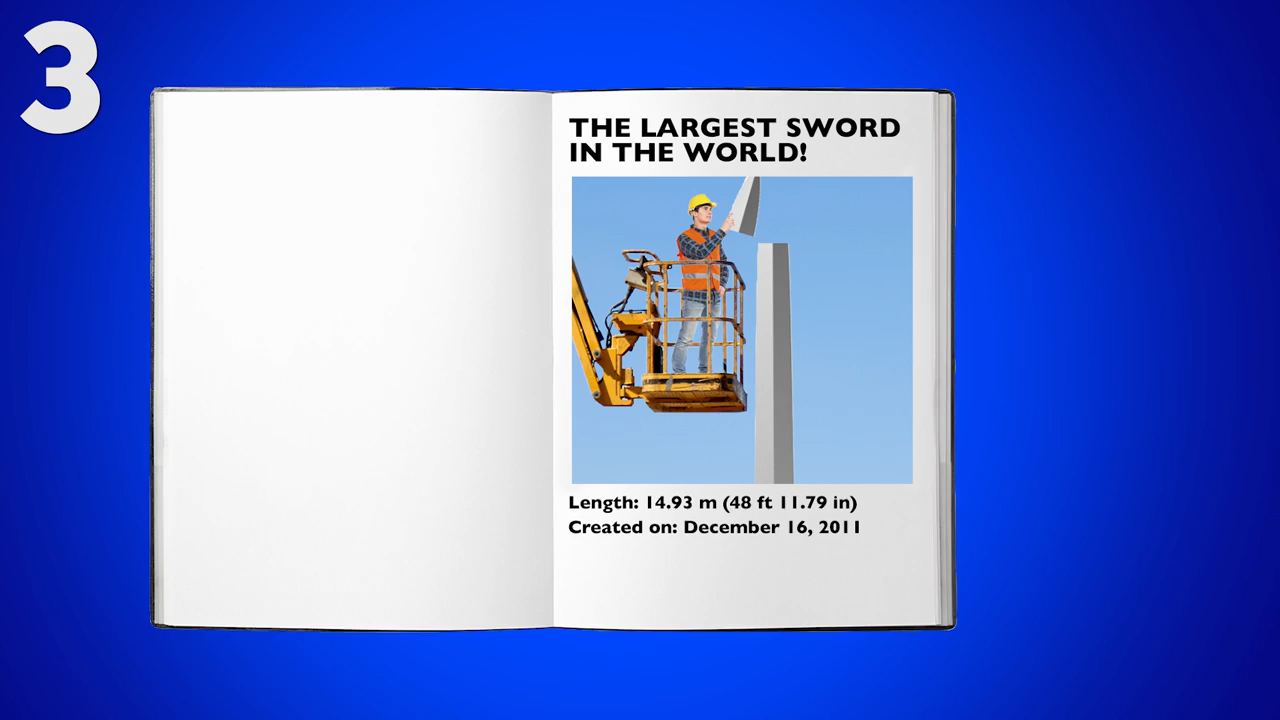 3
THE LARGEST SWORD
IN THE WORLD!
Length: 14.93 m (48 ft 11.79 in)
Created on: December 16, 2011